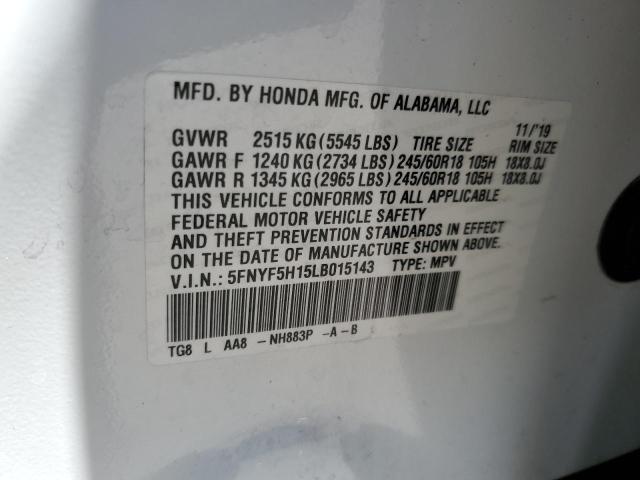 MFD. BY HONDA MFG. OF ALABAMA, LLC
11/'19
GVWR 2515 KG (5545 LBS) TIRE SIZE RIM SIZE
GAWR F 1240 KG (2734 LBS) 245/60R18 105H 18X8.0J
GAWR R 1345 KG (2965 LBS) 245/60R18 105H 18X8.0J
THIS VEHICLE CONFORMS TO ALL APPLICABLE
FEDERAL MOTOR VEHICLE SAFETY
AND THEFT PREVENTION STANDARDS IN EFFECT
ON THE DATE OF MANUFACTURE SHOWN ABOVE.
V.I.N.: 5FNYF5H15LB015143 TYPE: MPV
TG8 L AA8 -NH883P -A-B